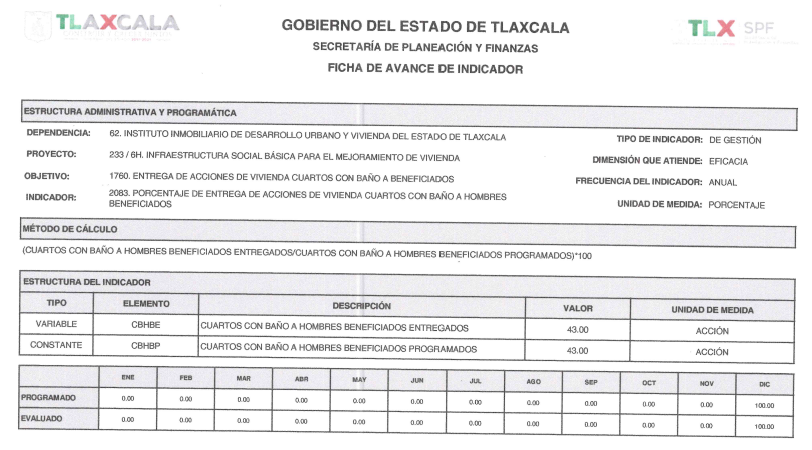 TLAXCALA
TLX SPF
GOBIERNO DEL ESTADO DE TLAXCALA
SECRETARÍA DE PLANEACIÓN Y FINANZAS
FICHA DE AVANCE DE INDICADOR
ESTRUCTURA ADMINISTRATIVA Y PROGRAMÁTICA
DEPENDENCIA: 62. INSTITUTO INMOBILIARIO DE DESARROLLO URBANO Y VIVIENDA DEL ESTADO DE TLAXCALA TIPO DE INDICADOR: DE GESTIÓN
PROYECTO: 233 / 6H. INFRAESTRUCTURA SOCIAL BÁSICA PARA EL MEJORAMIENTO DE VIVIENDA DIMENSIÓN QUE ATIENDE: EFICACIA
OBJETIVO: 1760. ENTREGA DE ACCIONES DE VIVIENDA CUARTOS CON BAÑO A BENEFICIADOS FRECUENCIA DEL INDICADOR: ANUAL
INDICADOR: 2083. PORCENTAJE DE ENTREGA DE ACCIONES DE VIVIENDA CUARTOS CON BAÑO A HOMBRES
BENEFICIADOS UNIDAD DE MEDIDA: PORCENTAJE
MÉTODO DE CÁLCULO
(CUARTOS CON BAÑO A HOMBRES BENEFICIADOS ENTREGADOS/CUARTOS CON BAÑO A HOMBRES BENEFICIADOS PROGRAMADOS)*100
ESTRUCTURA DEL INDICADOR
TIPO ELEMENTO DESCRIPCIÓN VALOR UNIDAD DE MEDIDA
VARIABLE CBHBE CUARTOS CON BAÑO A HOMBRES BENEFICIADOS ENTREGADOS 43.00 ACCIÓN
CONSTANTE CBHBP CUARTOS CON BAÑO A HOMBRES BENEFICIADOS PROGRAMADOS 43.00 ACCIÓN
ENE FEB MAR ABR MAY JUN JUL AGO SEP OCT NOV DIC
PROGRAMADO 0.00 0.00 0.00 0.00 0.00 0.00 0.00 0.00 0.00 0.00 0.00 100.00
EVALUADO 0.00 0.00 0.00 0.00 0.00 0.00 0.00 0.00 0.00 0.00 0.00 100.00